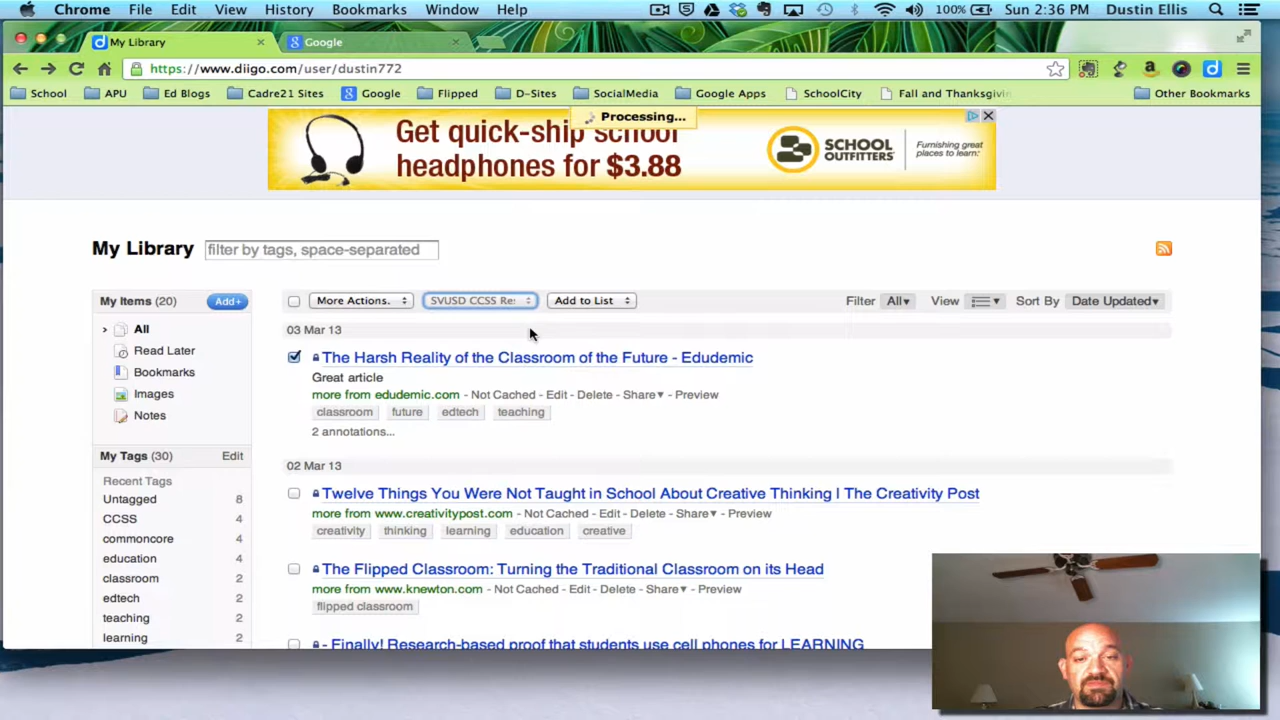 Chrome File Edit View History Bookmarks Window Help 100% Sun 2:36 PM Dustin Ellis
My Library
Google
https://www.diigo.com/user/dustin772
School APU Ed Blogs Cadre21 Sites Google Flipped D-Sites SocialMedia Google Apps SchoolCity Fall and Thanksgivin Other Bookmarks
Processing...
Get quick-ship school
headphones for $3.88
SCHOOL
OUTFITTERS
Furnishing great
places to learn:
My Library filter by tags, space-separated
My Items (20) Add+
More Actions. SVUSD CCSS Re: Add to List Filter All▾ View Sort By Date Updated▾
All
Read Later
Bookmarks
Images
Notes
My Tags (30) Edit
Recent Tags
Untagged 8
CCSS 4
commoncore 4
education 4
classroom 2
edtech 2
teaching 2
learning 2
03 Mar 13
The Harsh Reality of the Classroom of the Future - Edudemic
Great article
more from edudemic.com - Not Cached - Edit - Delete - Share▾ - Preview
classroom future edtech teaching
2 annotations...
02 Mar 13
Twelve Things You Were Not Taught in School About Creative Thinking | The Creativity Post
more from www.creativitypost.com - Not Cached - Edit - Delete - Share▾ - Preview
creativity thinking learning education creative
The Flipped Classroom: Turning the Traditional Classroom on its Head
more from www.knewton.com - Not Cached - Edit - Delete - Share▾ - Preview
flipped classroom
- Finally! Research-based proof that students use cell phones for LEARNING